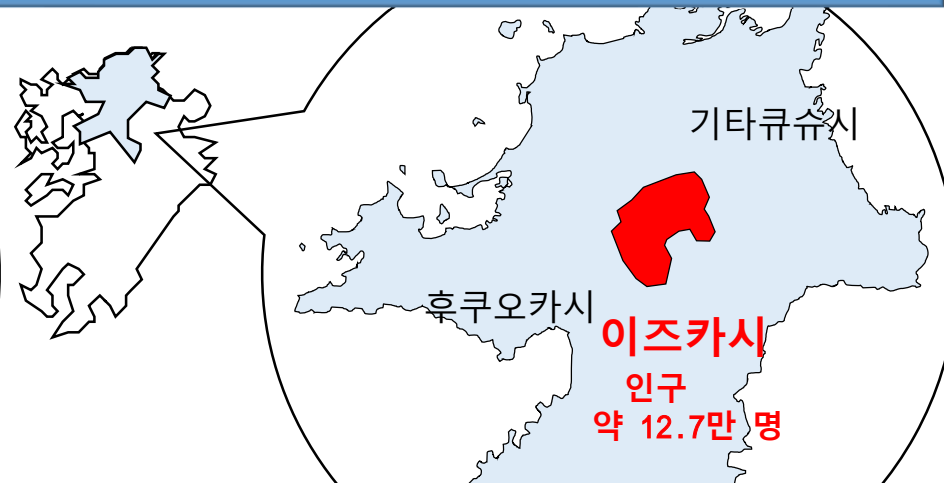 기타큐슈시
후쿠오카시
이즈카시
인구
약 12.7만 명